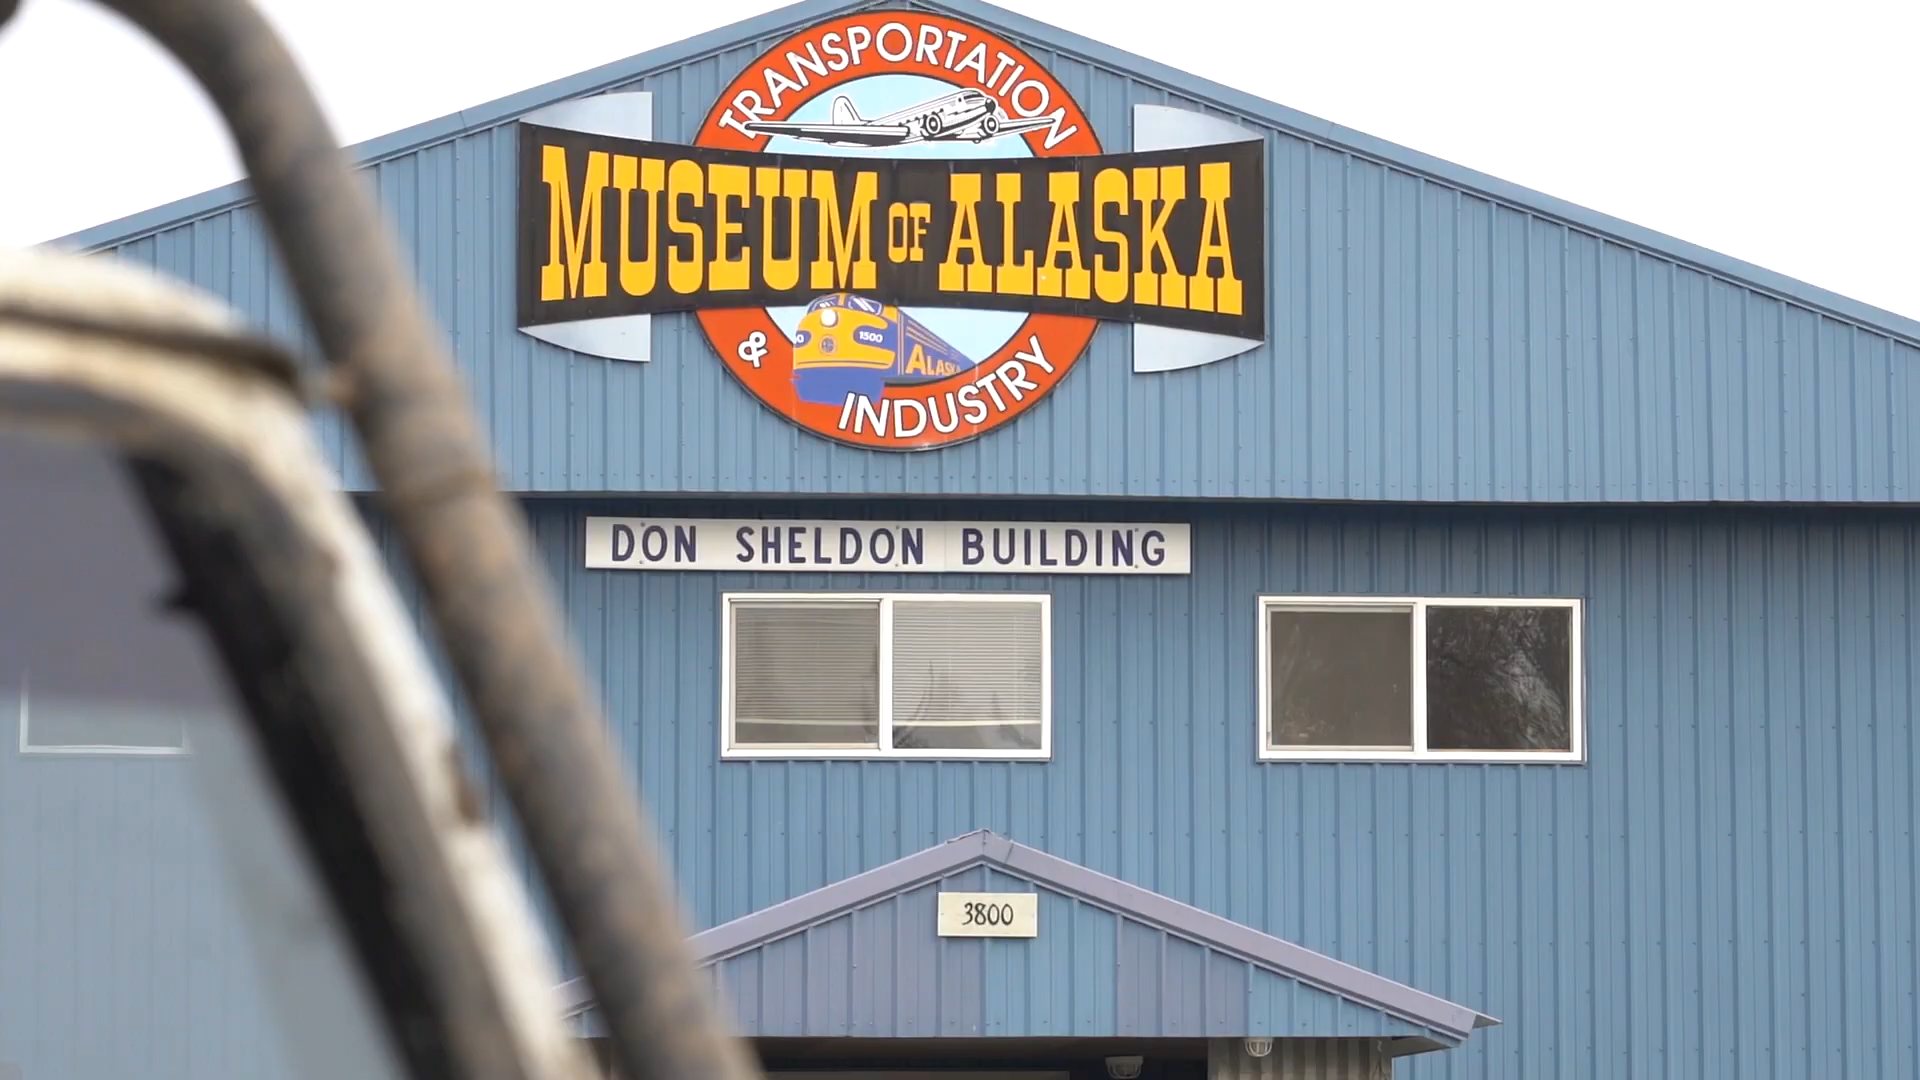 TRANSPORTATION
MUSEUM OF ALASKA
1500
ALASKA
& INDUSTRY
DON SHELDON BUILDING
3800